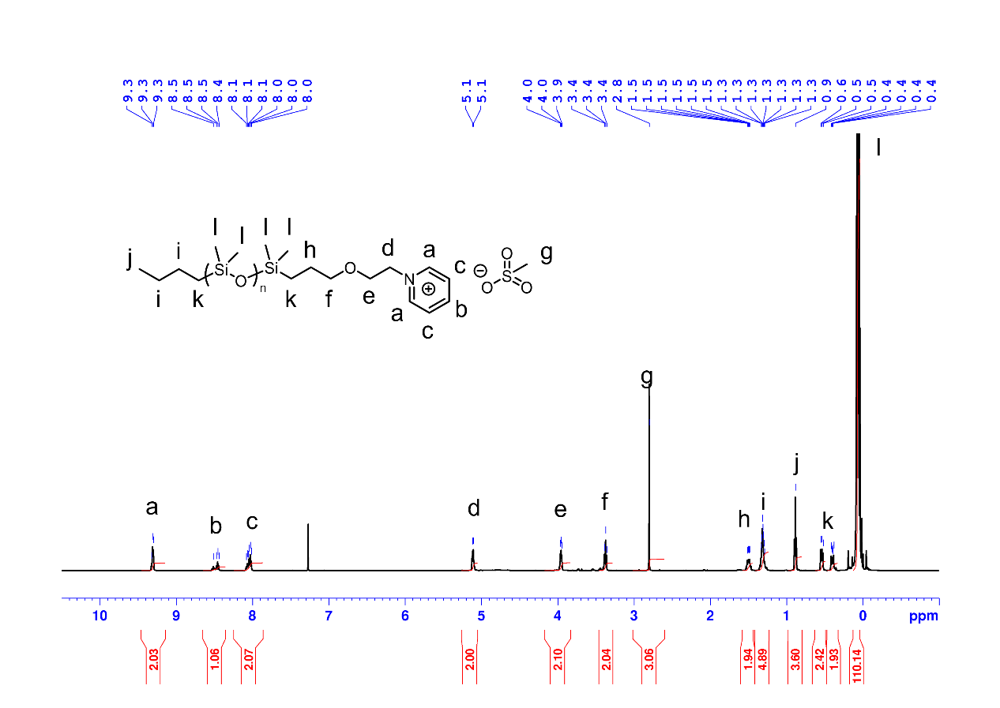 9.3 9.3 9.3 8.5 8.5 8.5 8.4 8.1 8.1 8.1 8.0 8.0 8.0 5.1 5.1 4.0 4.0 3.9 3.4 3.4 3.4 2.8 1.5 1.5 1.5 1.5 1.5 1.5 1.3 1.3 1.3 1.3 1.3 1.3 1.3 0.9 0.6 0.5 0.5 0.4 0.4 0.4 0.4
l
l l l l
j i h d a c g
Si O n Si O N ⊕ ⊖ O S O O
i k k f e a c b
g
a b c d e f h i j k
10 9 8 7 6 5 4 3 2 1 0 ppm
2.03 1.06 2.07 2.00 2.10 2.04 3.06 1.94 4.89 3.60 2.42 1.93 110.14